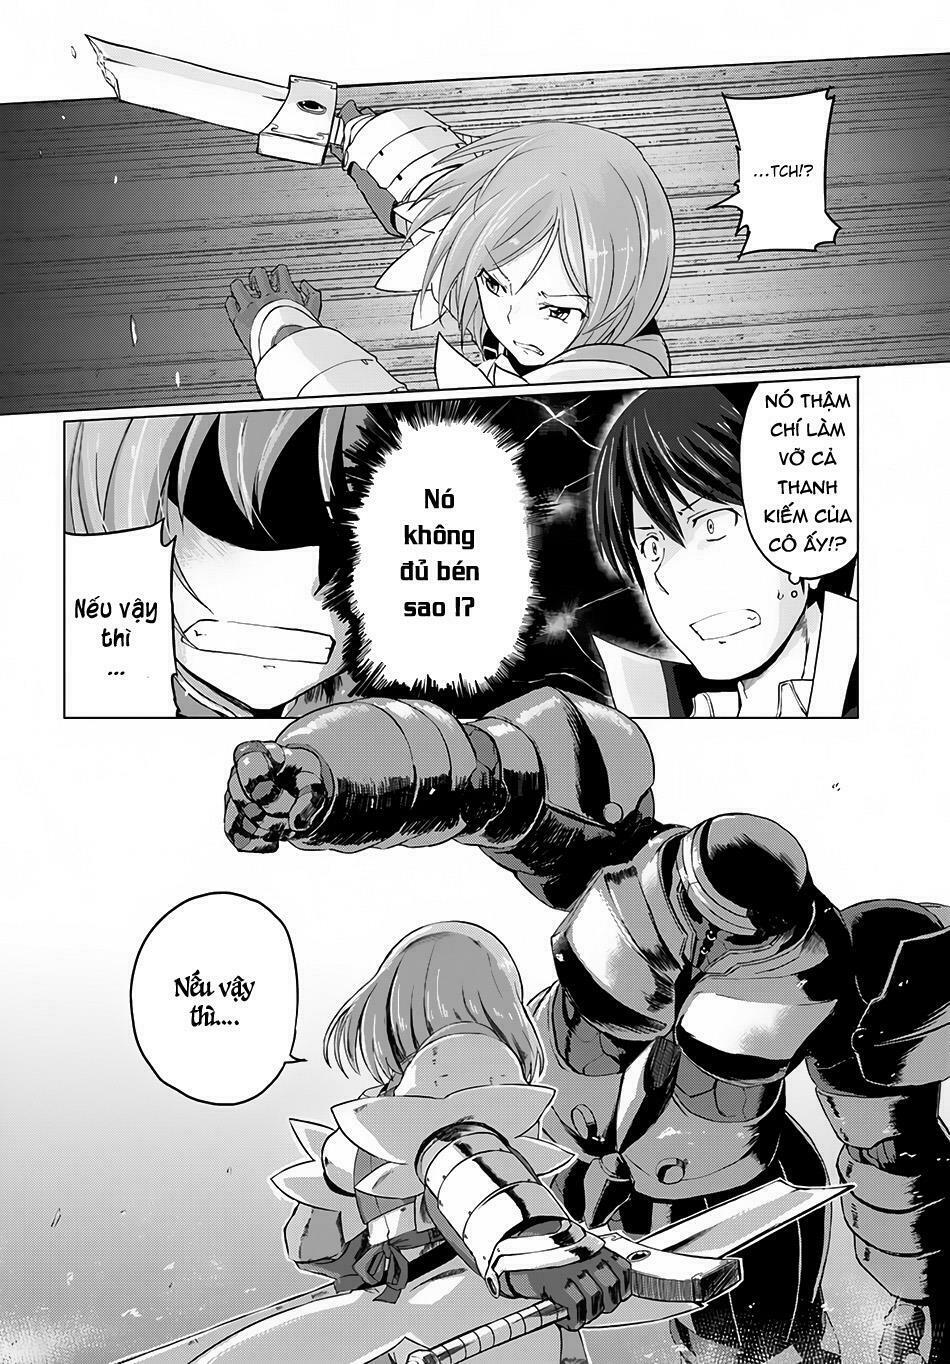 ...TCH!?
NÓ THẬM
CHÍ LÀM
VỠ CẢ
THANH
KIẾM CỦA
CÔ ẤY!?
Nó
không
đủ bén
sao !?
Nếu vậy
thì
...
Nếu vậy
thì....